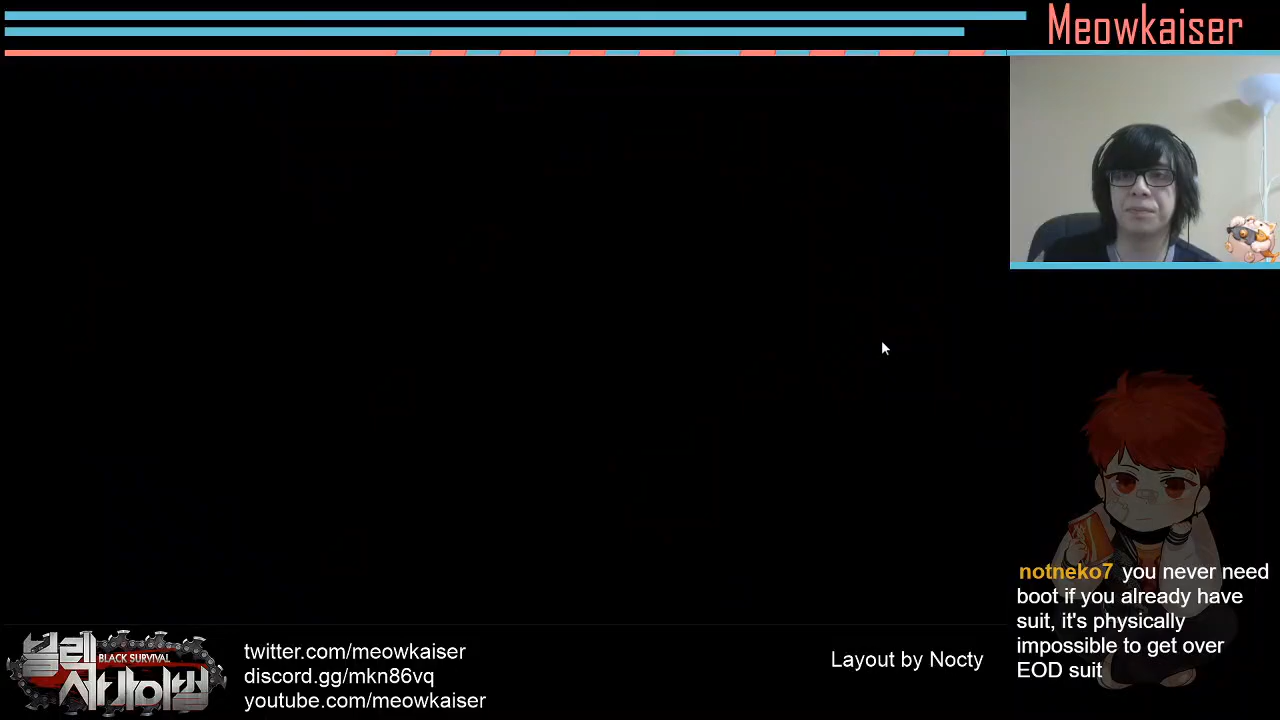 Meowkaiser
notneko7 you never need
boot if you already have
suit, it's physically
impossible to get over
EOD suit
블랙
BLACK SURVIVAL
서바이벌
twitter.com/meowkaiser
discord.gg/mkn86vq
youtube.com/meowkaiser
Layout by Nocty